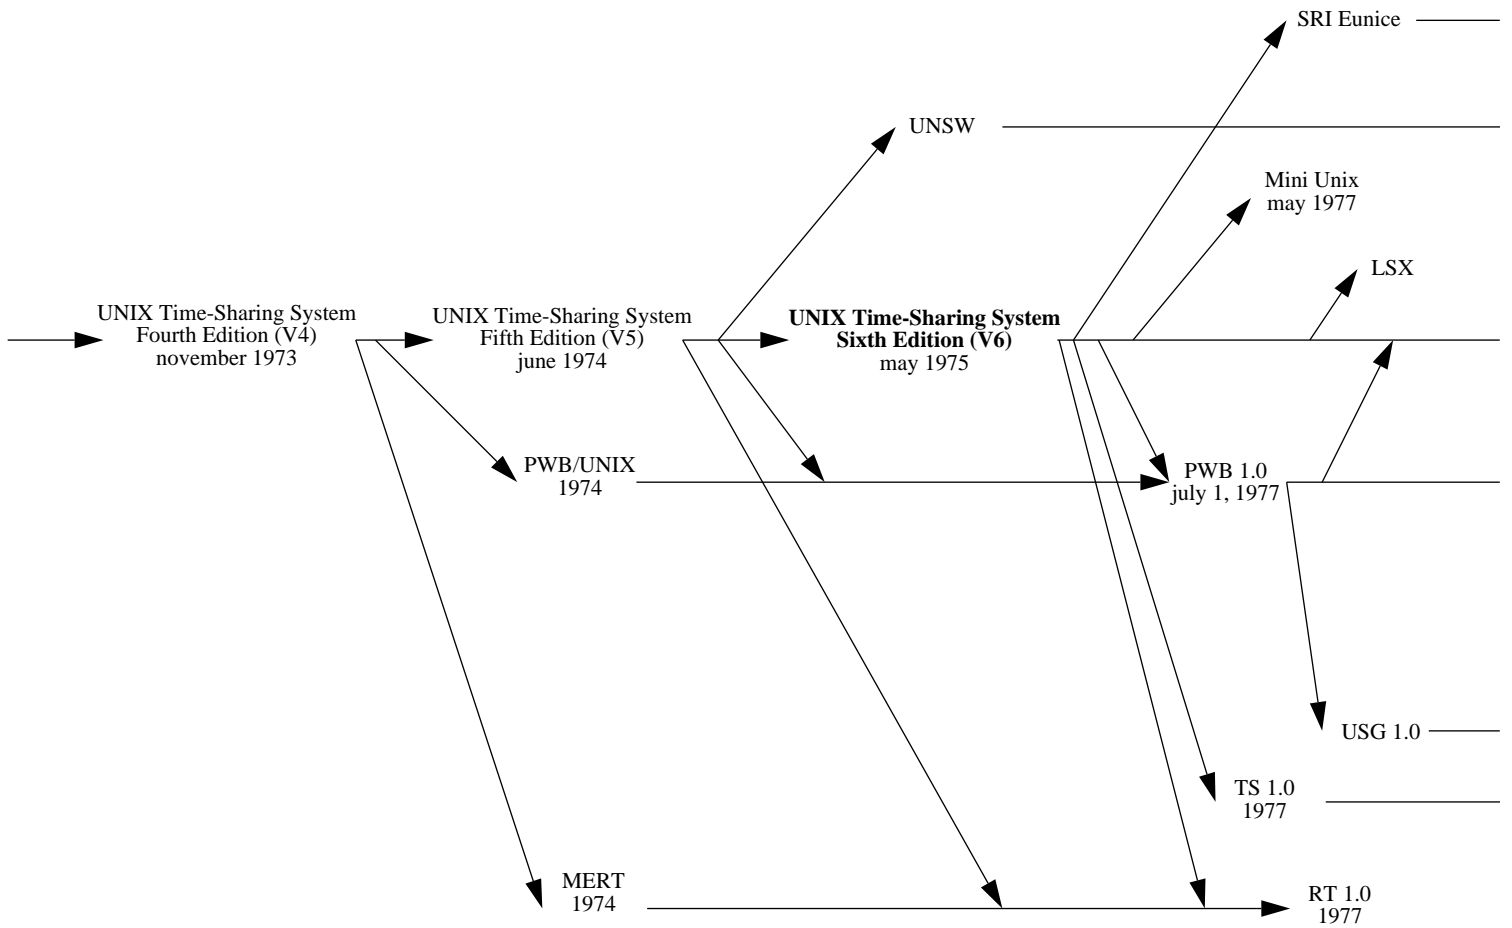 SRI Eunice
UNSW
Mini Unix
may 1977
LSX
UNIX Time-Sharing System
Fourth Edition (V4)
november 1973
UNIX Time-Sharing System
Fifth Edition (V5)
june 1974
UNIX Time-Sharing System
Sixth Edition (V6)
may 1975
PWB/UNIX
1974
PWB 1.0
july 1, 1977
USG 1.0
TS 1.0
1977
MERT
1974
RT 1.0
1977